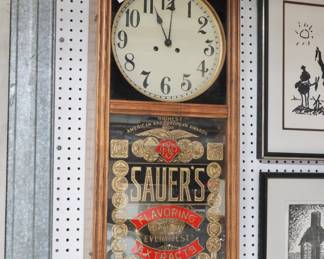 12
11 1
10 2
9 3
8 4
7 5
6
HIGHEST
AMERICAN AND EUROPEAN AWARDS
SAUER'S
FLAVORING
EXTRACTS